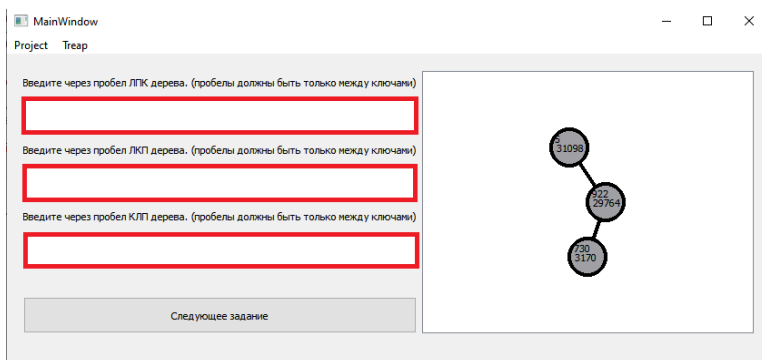 MainWindow
Project Treap
Введите через пробел ЛПК дерева. (пробелы должны быть только между ключами)
Введите через пробел ЛКП дерева. (пробелы должны быть только между ключами)
Введите через пробел КЛП дерева. (пробелы должны быть только между ключами)
Следующее задание
5
31098
922
29764
730
3170